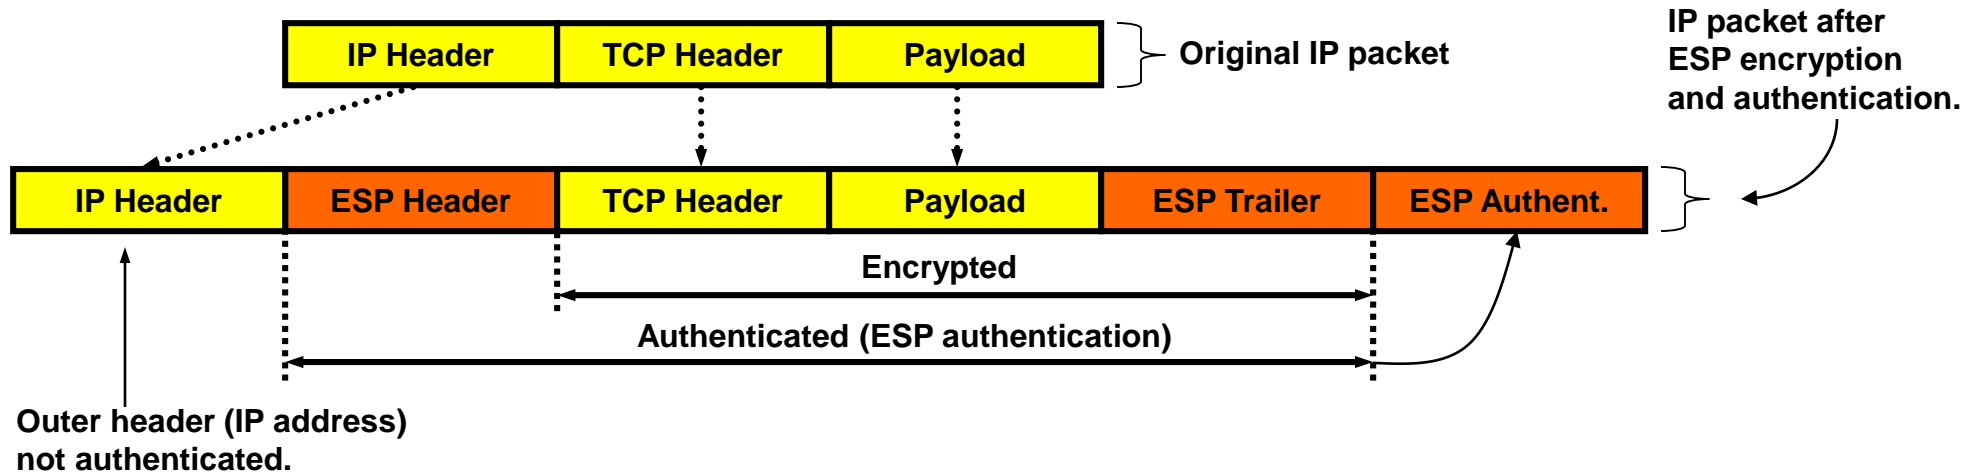 IP Header TCP Header Payload
Original IP packet
IP packet after
ESP encryption
and authentication.
IP Header ESP Header TCP Header Payload ESP Trailer ESP Authent.
Encrypted
Authenticated (ESP authentication)
Outer header (IP address)
not authenticated.